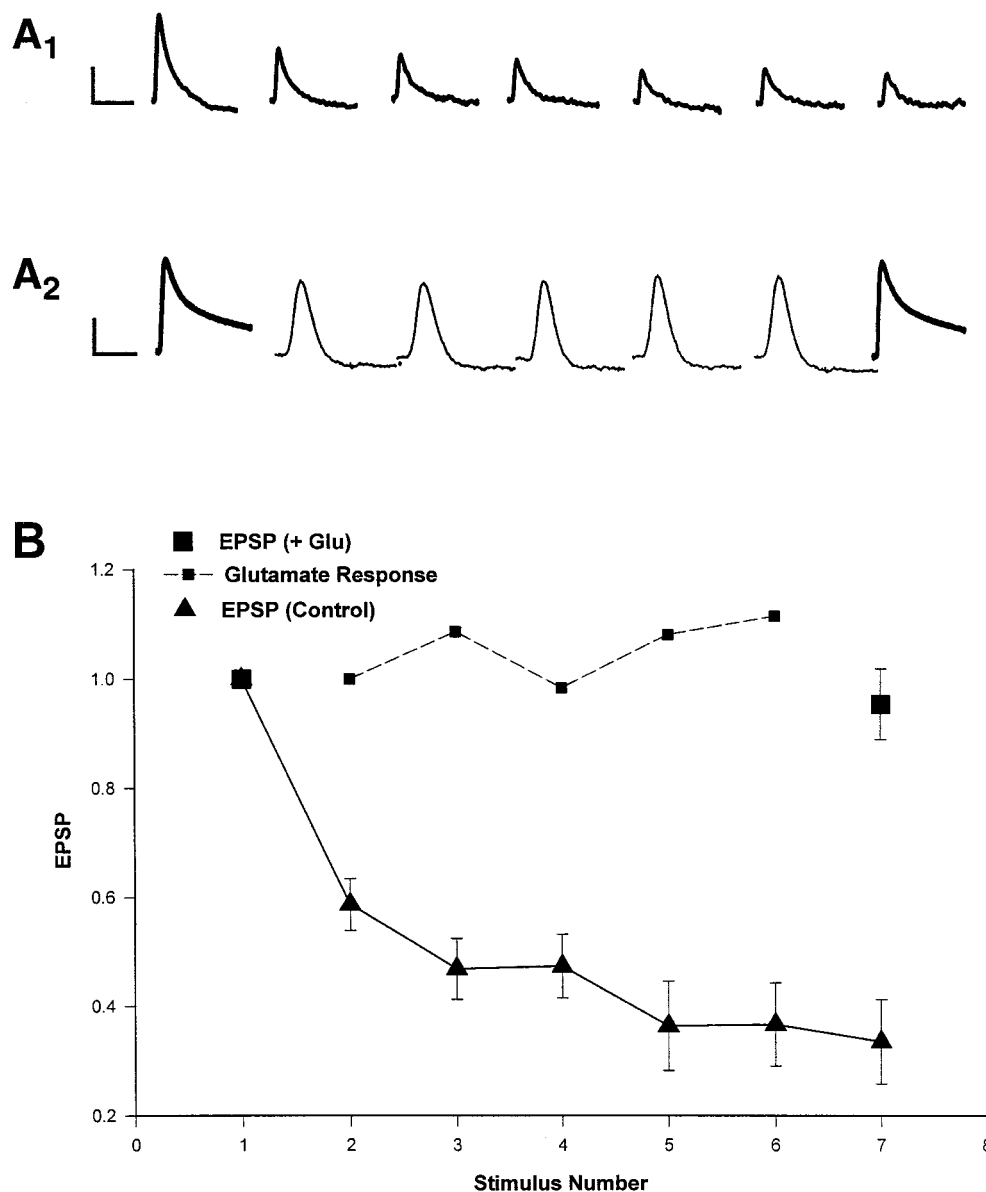 A1
A2
B
EPSP (+ Glu)
Glutamate Response
EPSP (Control)
1.2
1.0
0.8
0.6
0.4
0.2
EPSP
0 1 2 3 4 5 6 7 8
Stimulus Number